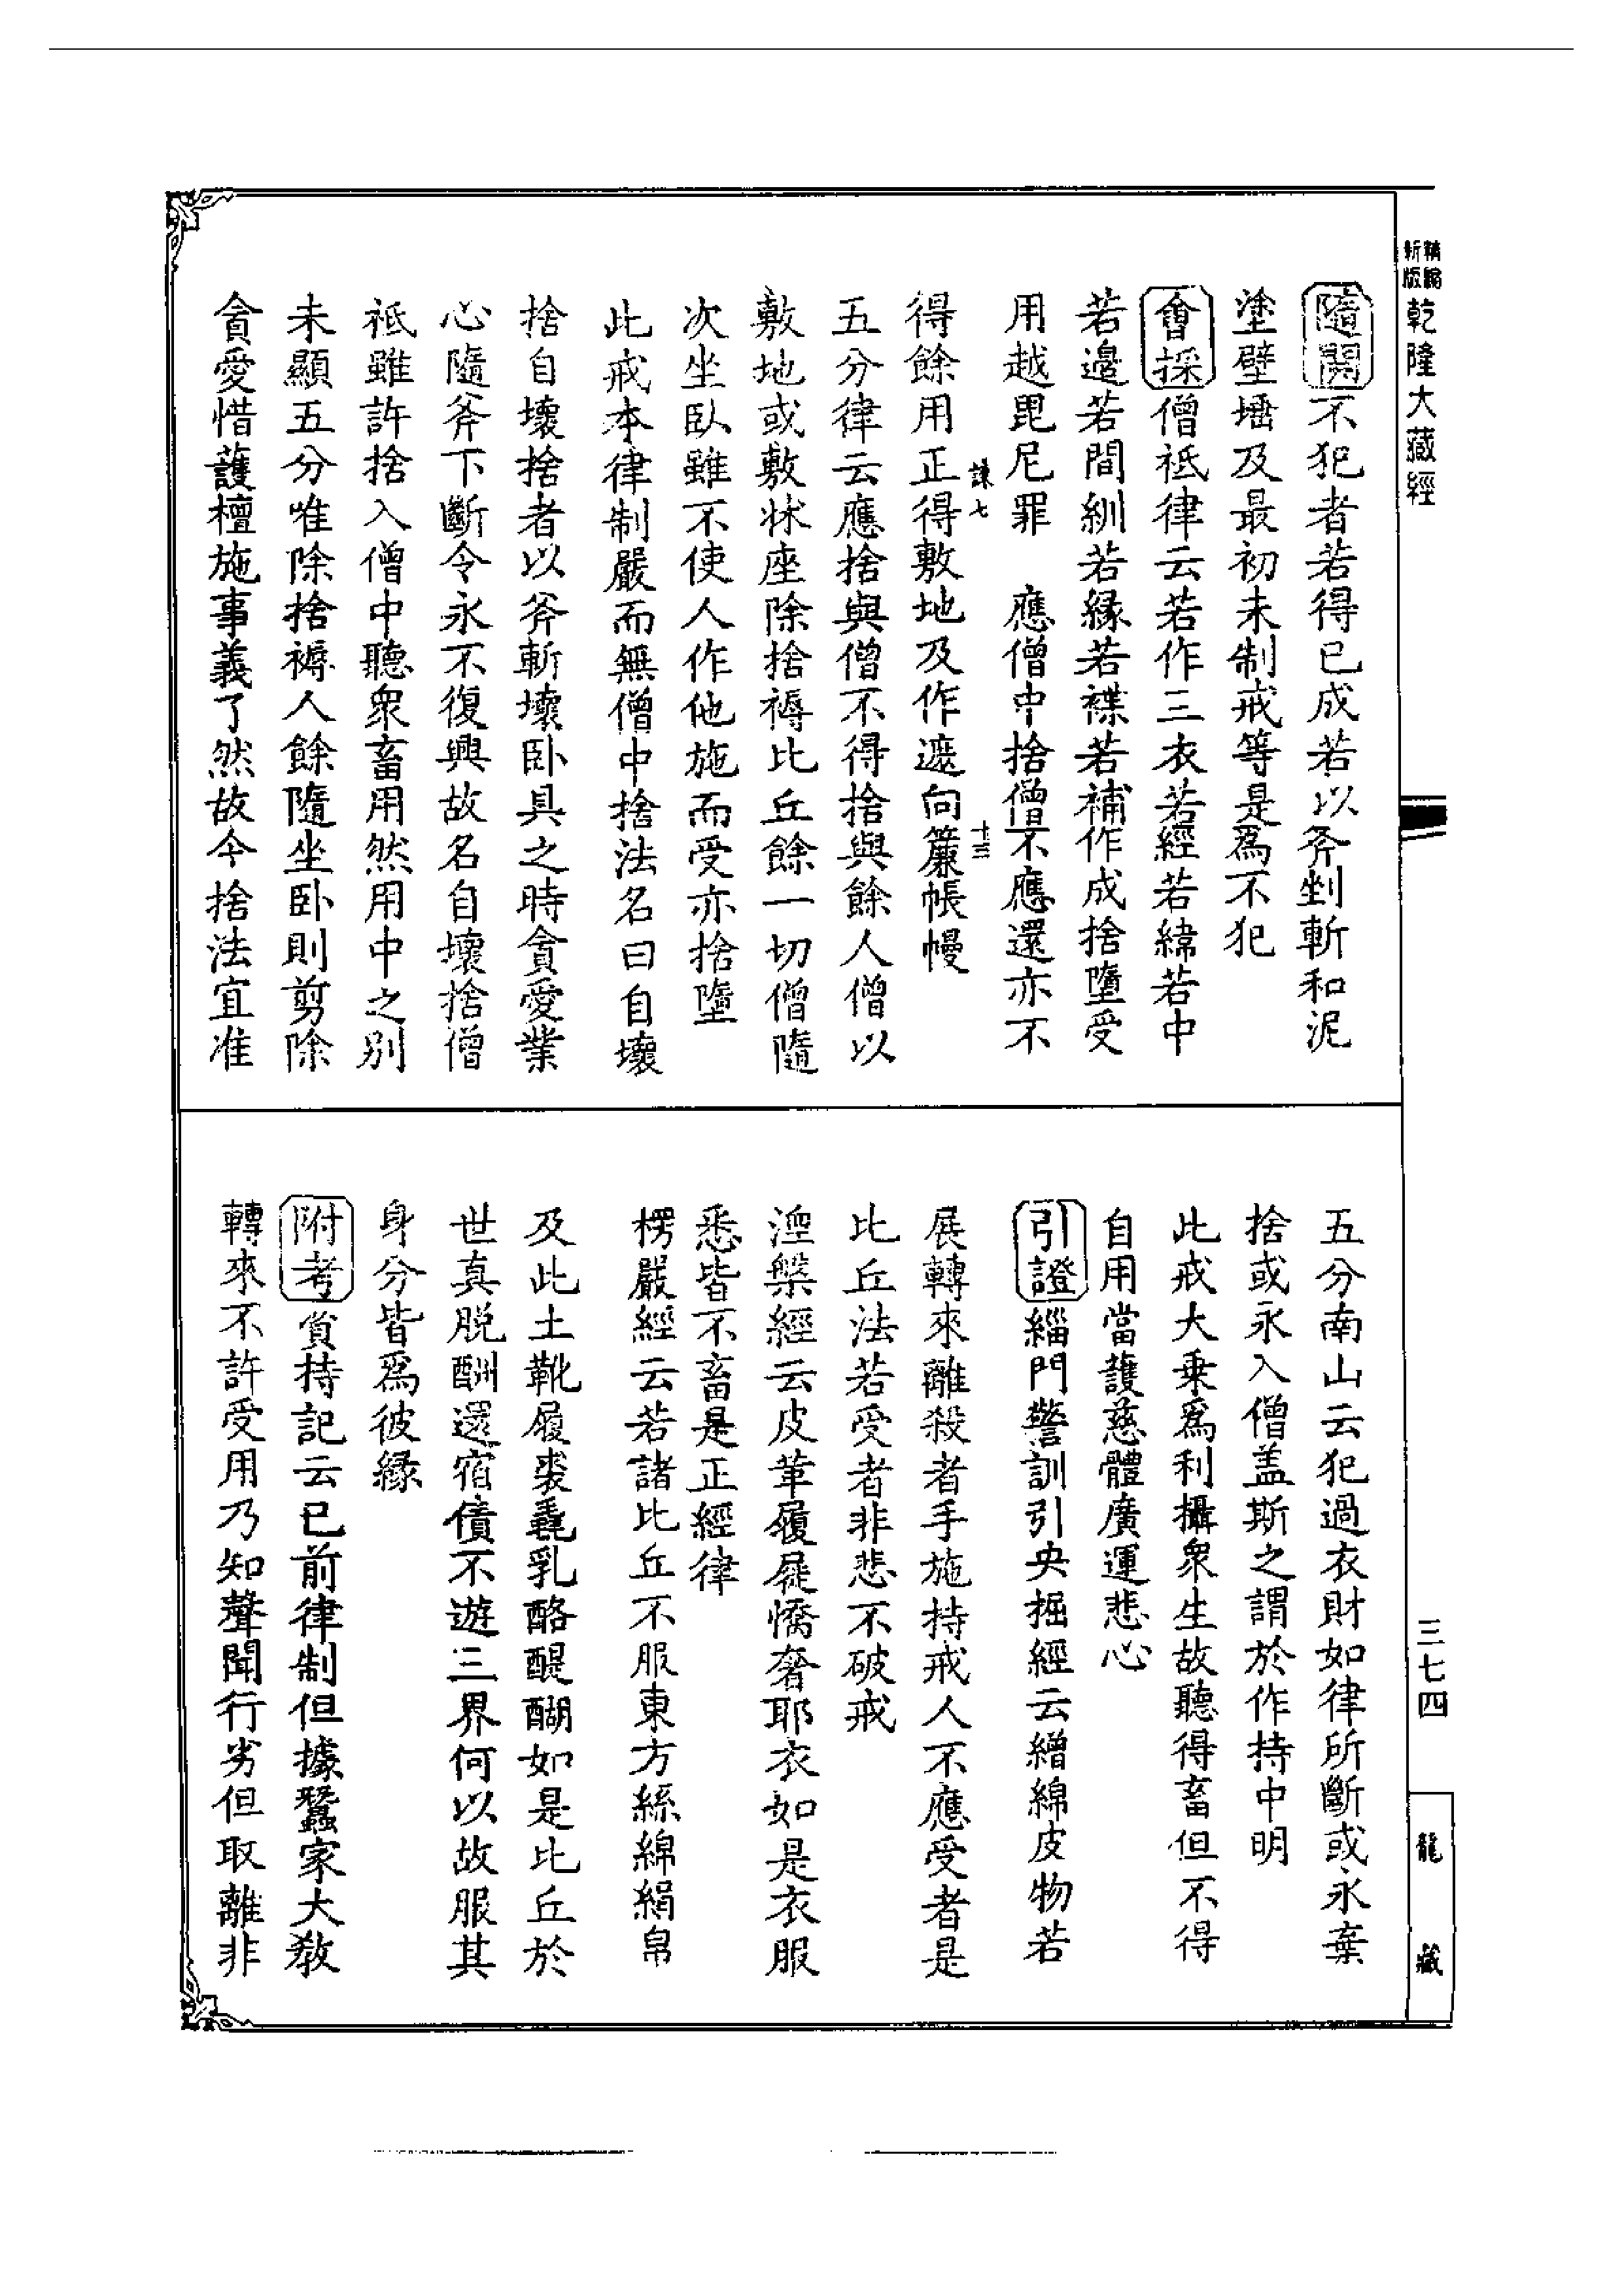 新版
精縮
乾隆大藏經
隨開不犯者若得已成若以斧剉斬和泥
塗壁墻及最初未制戒等是爲不犯
會採僧祇律云若作三衣若經若緯若中
若邊若間紃若緣若襟若補作成捨墮受
用越毘尼罪　應僧中捨僧不應還亦不
得餘用正得敷地及作遮向簾帳幔
諫七
十三
五分律云應捨與僧不得捨與餘人僧以
敷地或敷牀座除捨褥比丘餘一切僧隨
次坐臥雖不使人作他施而受亦捨墮
此戒本律制嚴而無僧中捨法名曰自壞
捨自壞捨者以斧斬壞臥具之時貪愛業
心隨斧下斷令永不復興故名自壞捨僧
祇雖許捨入僧中聽衆畜用然用中之別
未顯五分唯除捨褥人餘隨坐臥則剪除
貪愛惜護檀施事義了然故今捨法宜准
五分南山云犯過衣財如律所斷或永棄
捨或永入僧盖斯之謂於作持中明
此戒大乘爲利攝衆生故聽得畜但不得
自用當護慈體廣運悲心
引證緇門警訓引央掘經云繒綿皮物若
展轉來離殺者手施持戒人不應受者是
比丘法若受者非悲不破戒
涅槃經云皮革履屣憍奢耶衣如是衣服
悉皆不畜是正經律
楞嚴經云若諸比丘不服東方絲綿絹帛
及此土靴履裘毳乳酪醍醐如是比丘於
世真脱酬還宿債不遊三界何以故服其
身分皆爲彼緣
附考資持記云已前律制但據蠶家大教
轉來不許受用乃知聲聞行劣但取離非
三七四
龍藏